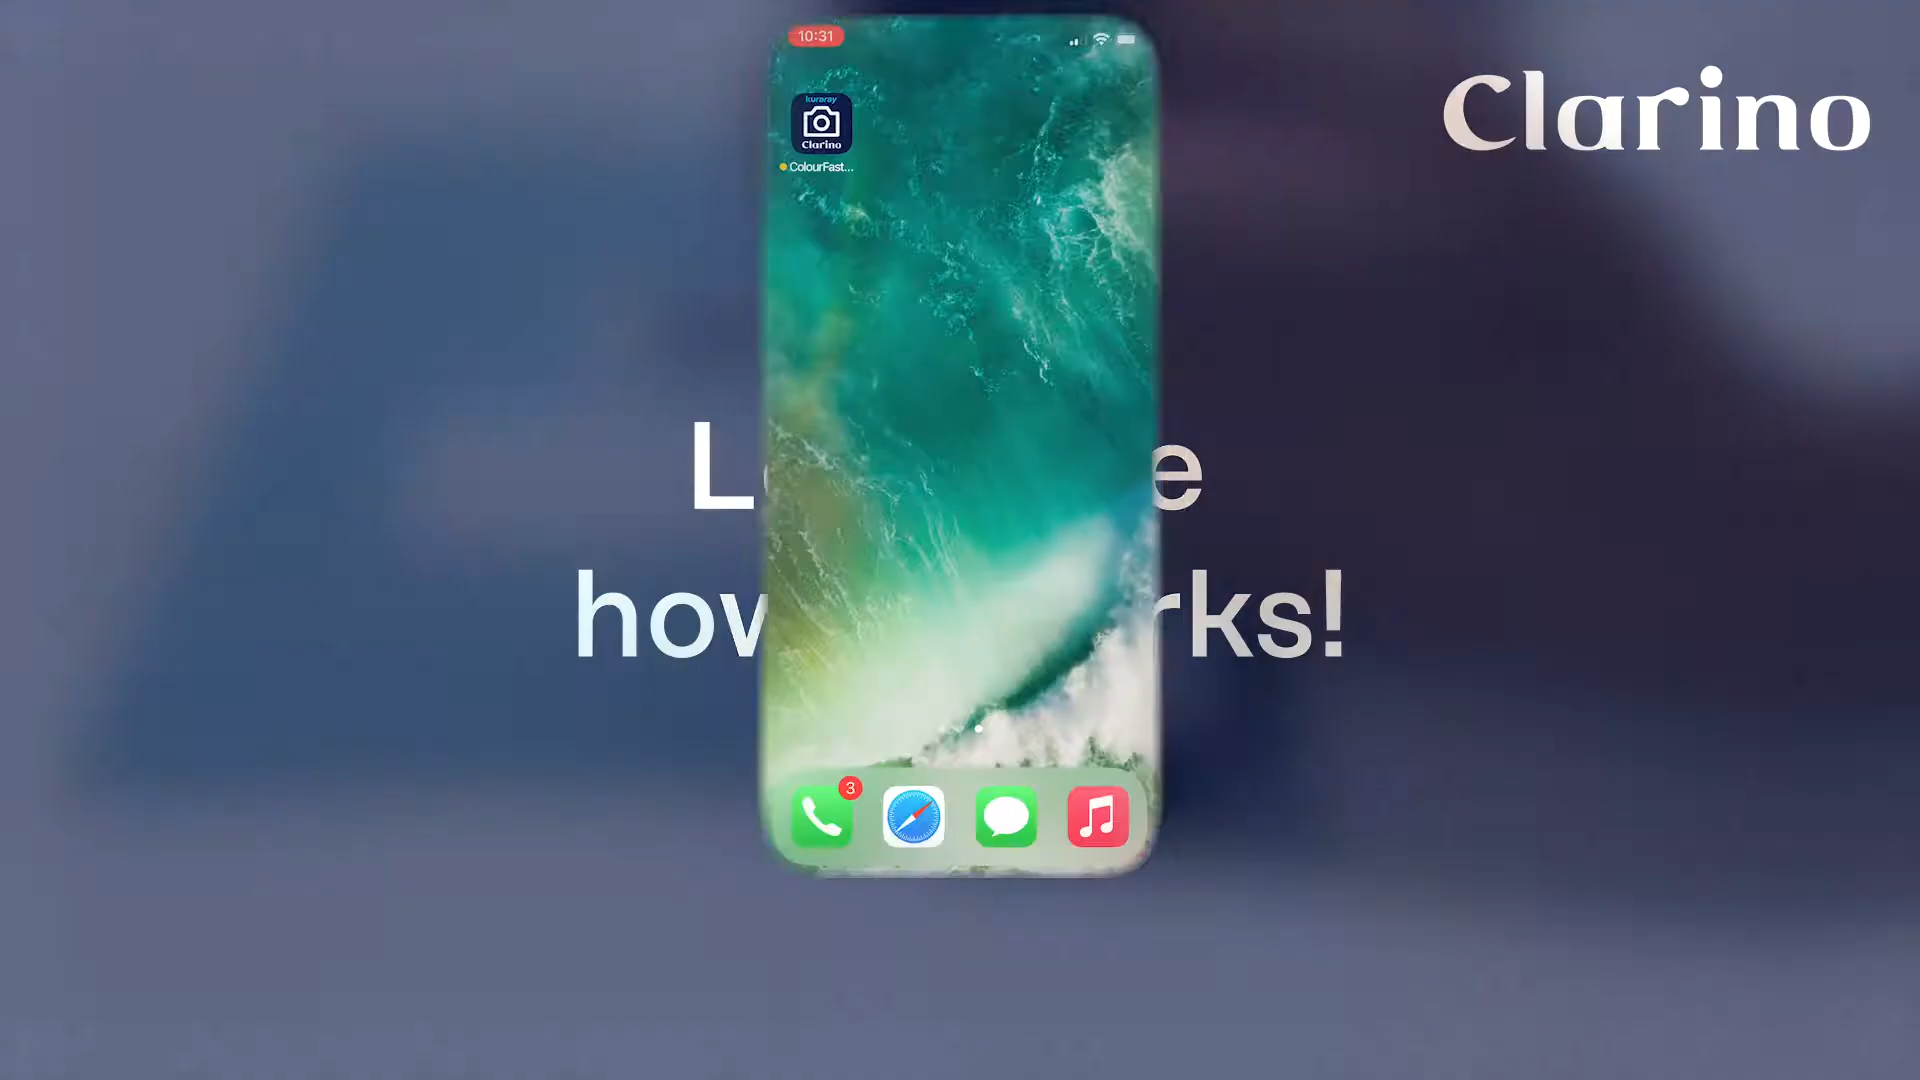 10:31
Clarino
kuraray
Clarino
ColourFast...
L e
how rks!
3